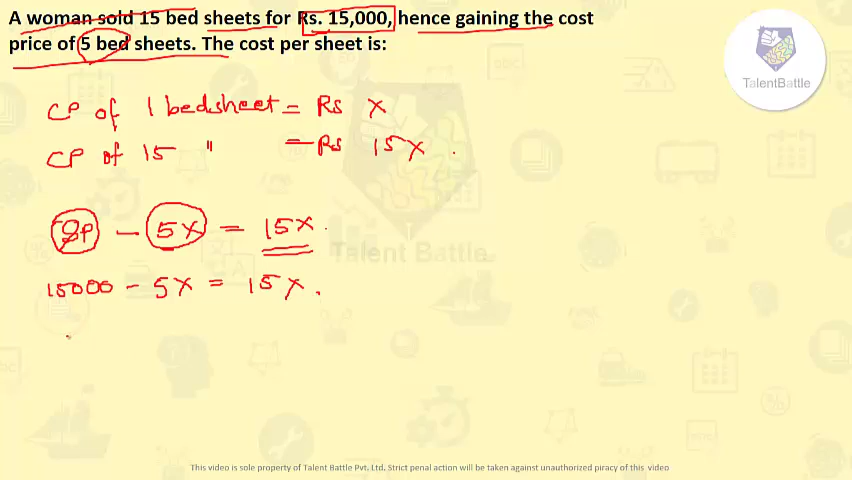 A woman sold 15 bed sheets for Rs. 15,000, hence gaining the cost
price of 5 bed sheets. The cost per sheet is:
TalentBattle
CP of 1 bedsheet = Rs x
CP of 15 " = Rs 15x.
SP - 5x = 15x.
Talent Battle
15000 - 5x = 15x.
This video is sole property of Talent Battle Pvt. Ltd. Strict penal action will be taken against unauthorized piracy of this video